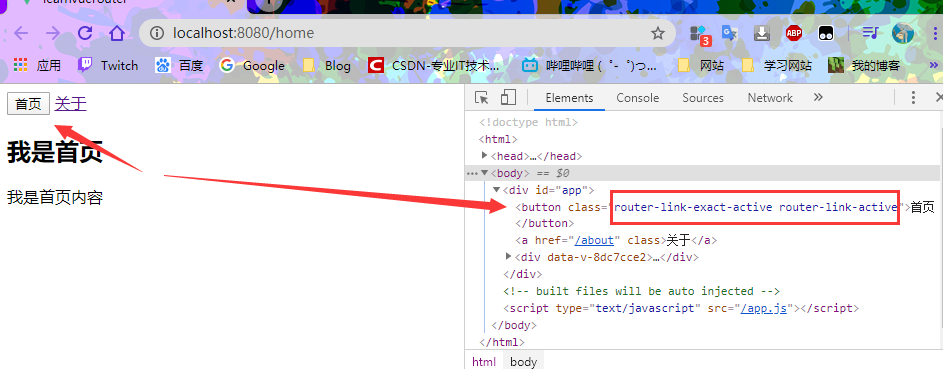 learnvuerouter
localhost:8080/home
3
ABP
应用 Twitch 百度 Google Blog CSDN-专业IT技术... 哔哩哔哩 ( ゜- ゜)つ... 网站 学习网站 我的博客 »
首页 关于
我是首页
我是首页内容
Elements Console Sources Network »
<!doctype html>
<html>
<head>…</head>
<body> == $0
<div id="app">
<button class="router-link-exact-active router-link-active">首页
</button>
<a href="/about" class>关于</a>
<div data-v-8dc7cce2>…</div>
</div>
<!-- built files will be auto injected -->
<script type="text/javascript" src="/app.js"></script>
</body>
</html>
html body